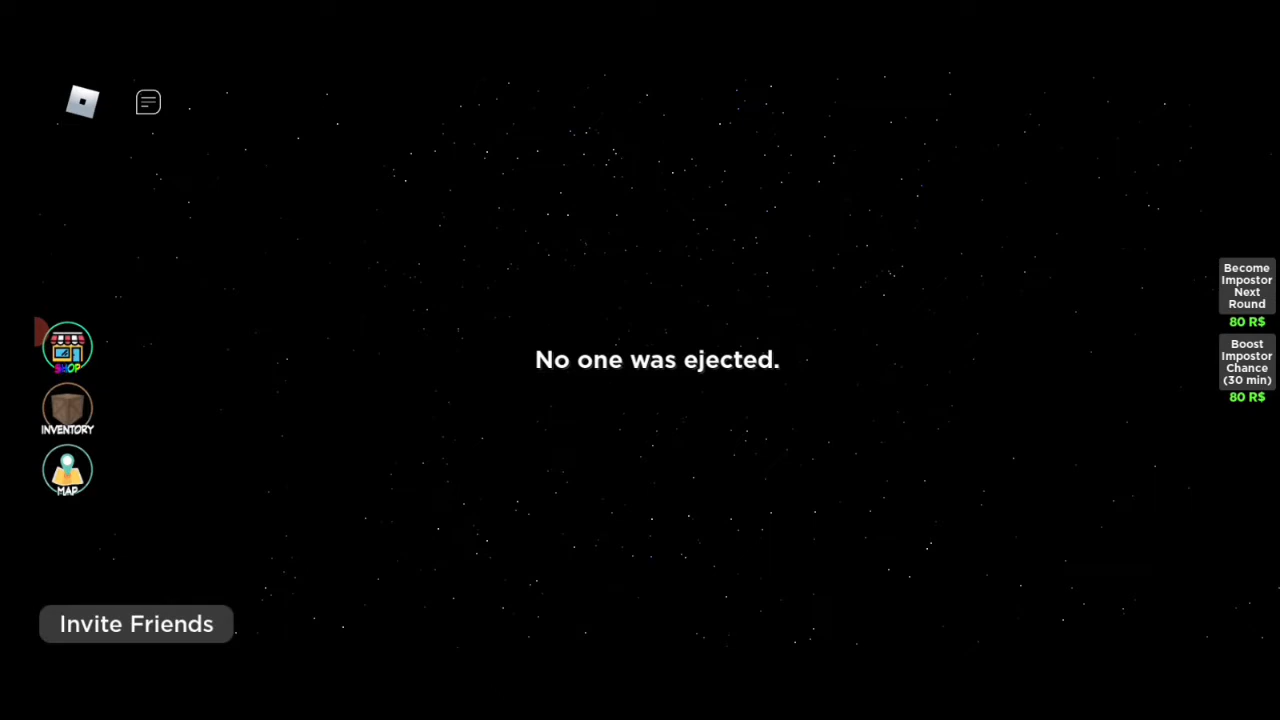 Become
Impostor
Next
Round
80 R$
Boost
Impostor
Chance
(30 min)
80 R$
SHOP
No one was ejected.
INVENTORY
MAP
Invite Friends